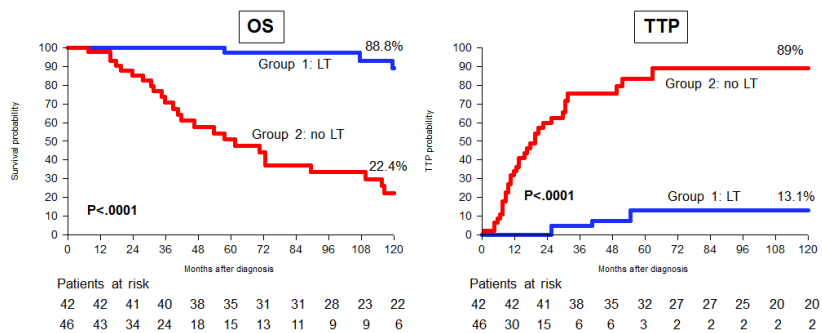 OS
TTP
88.8%
Group 1: LT
Group 2: no LT
22.4%
P<.0001
Survival probability
100
90
80
70
60
50
40
30
20
10
0
0 12 24 36 48 60 72 84 96 108 120
Months after diagnosis
Patients at risk
42 42 41 40 38 35 31 31 28 23 22
46 43 34 24 18 15 13 11 9 9 6
89%
Group 2: no LT
P<.0001
Group 1: LT
13.1%
TTP probability
100
90
80
70
60
50
40
30
20
10
0
0 12 24 36 48 60 72 84 96 108 120
Months after diagnosis
Patients at risk
42 42 41 38 35 32 27 27 25 20 20
46 30 15 6 6 3 2 2 2 2 2